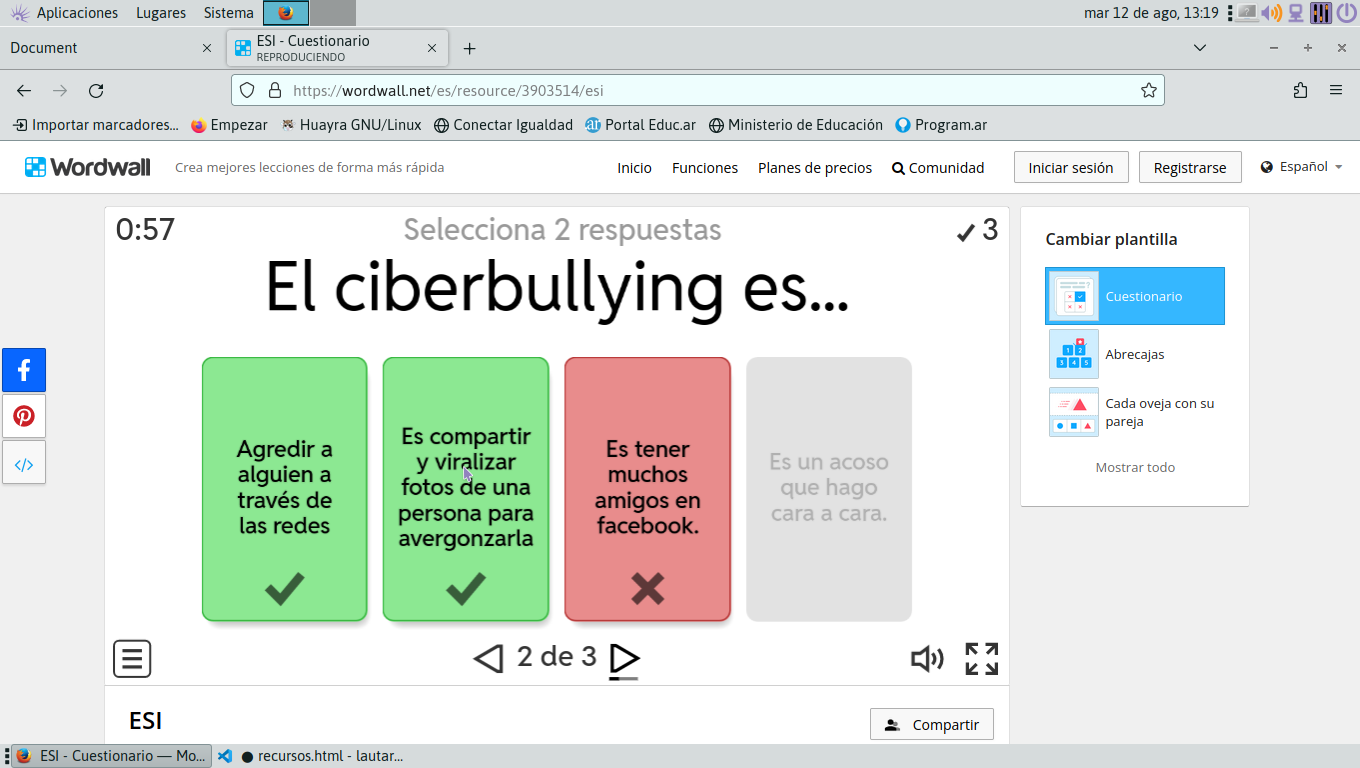 Aplicaciones Lugares Sistema mar 12 de ago, 13:19
Document
ESI - Cuestionario
REPRODUCIENDO
https://wordwall.net/es/resource/3903514/esi
Importar marcadores... Empezar Huayra GNU/Linux Conectar Igualdad Portal Educ.ar Ministerio de Educación Program.ar
Wordwall Crea mejores lecciones de forma más rápida Inicio Funciones Planes de precios Comunidad Iniciar sesión Registrarse Español
0:57 Selecciona 2 respuestas 3
El ciberbullying es...
Agredir a
alguien a
través de
las redes
Es compartir
y viralizar
fotos de una
persona para
avergonzarla
Es tener
muchos
amigos en
facebook.
Es un acoso
que hago
cara a cara.
2 de 3
Cambiar plantilla
Cuestionario
Abrecajas
Cada oveja con su
pareja
Mostrar todo
ESI
Compartir
ESI - Cuestionario — Mo... recursos.html - lautar...